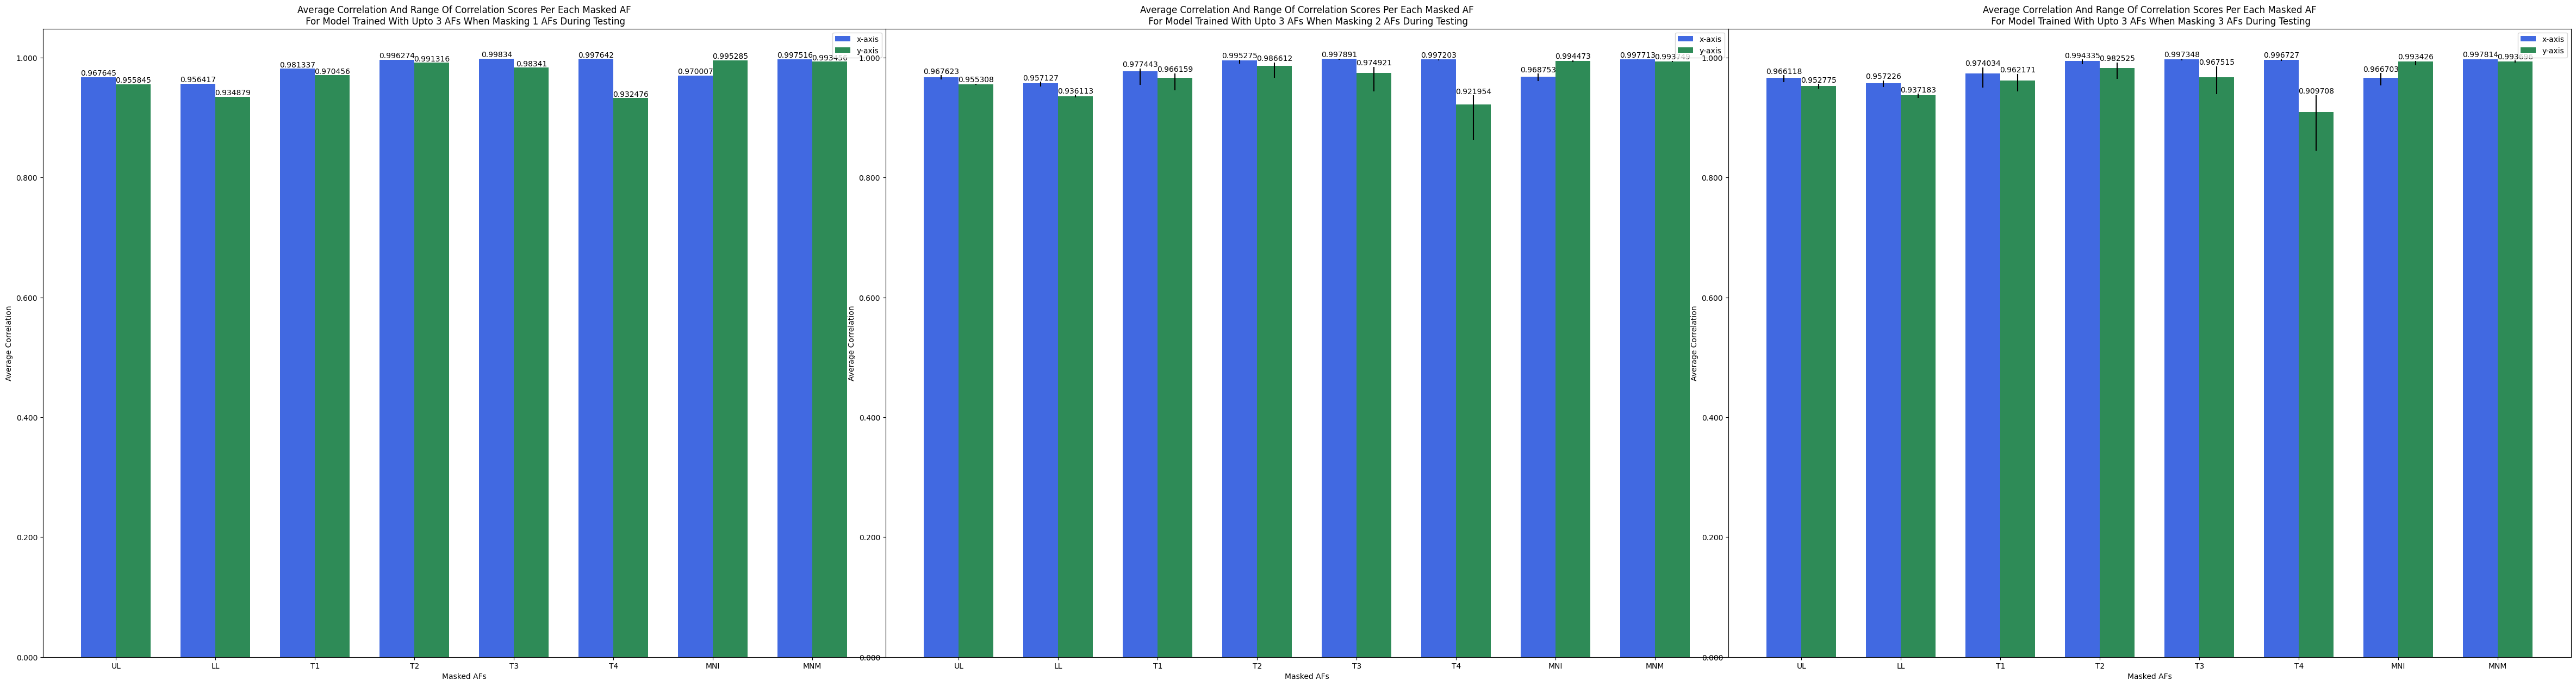 Average Correlation And Range Of Correlation Scores Per Each Masked AF
For Model Trained With Upto 3 AFs When Masking 1 AFs During Testing
x-axis
y-axis
1.000
0.800
0.600
0.400
0.200
0.000
Average Correlation
0.967645
0.955845
0.956417
0.934879
0.981337
0.970456
0.996274
0.991316
0.99834
0.98341
0.997642
0.932476
0.970007
0.995285
0.997516
UL
LL
T1
T2
T3
T4
MNI
MNM
Masked AFs
Average Correlation And Range Of Correlation Scores Per Each Masked AF
For Model Trained With Upto 3 AFs When Masking 2 AFs During Testing
x-axis
y-axis
1.000
0.800
0.600
0.400
0.200
0.000
Average Correlation
0.967623
0.955308
0.957127
0.936113
0.977443
0.966159
0.995275
0.986612
0.997891
0.974921
0.997203
0.921954
0.968753
0.994473
0.997713
UL
LL
T1
T2
T3
T4
MNI
MNM
Masked AFs
Average Correlation And Range Of Correlation Scores Per Each Masked AF
For Model Trained With Upto 3 AFs When Masking 3 AFs During Testing
x-axis
y-axis
1.000
0.800
0.600
0.400
0.200
0.000
Average Correlation
0.966118
0.952775
0.957226
0.937183
0.974034
0.962171
0.994335
0.982525
0.997348
0.967515
0.996727
0.909708
0.966703
0.993426
0.997814
UL
LL
T1
T2
T3
T4
MNI
MNM
Masked AFs